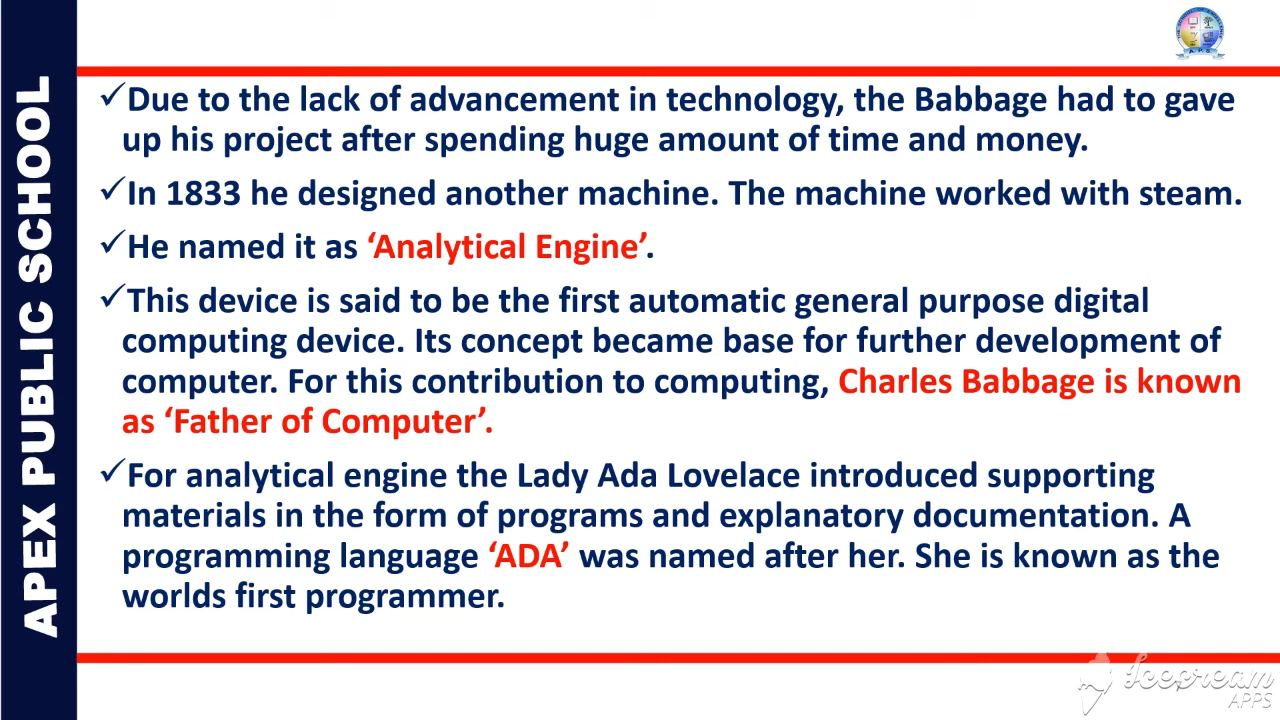 APEX PUBLIC SCHOOL
✓Due to the lack of advancement in technology, the Babbage had to gave
up his project after spending huge amount of time and money.
✓In 1833 he designed another machine. The machine worked with steam.
✓He named it as ‘Analytical Engine’.
✓This device is said to be the first automatic general purpose digital
computing device. Its concept became base for further development of
computer. For this contribution to computing, Charles Babbage is known
as ‘Father of Computer’.
✓For analytical engine the Lady Ada Lovelace introduced supporting
materials in the form of programs and explanatory documentation. A
programming language ‘ADA’ was named after her. She is known as the
worlds first programmer.
Icecream
APPS